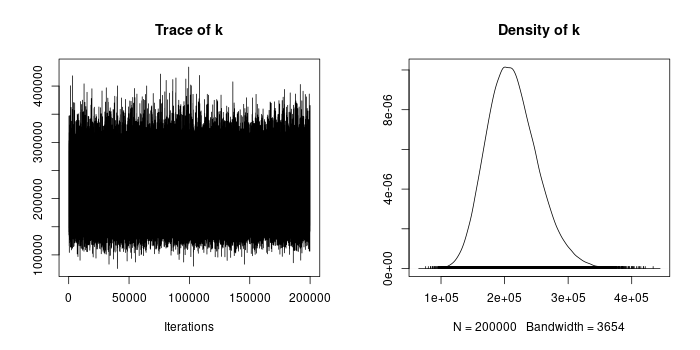 Trace of k
400000
300000
200000
100000
0 50000 100000 150000 200000
Iterations
Density of k
8e-06
4e-06
0e+00
1e+05 2e+05 3e+05 4e+05
N = 200000 Bandwidth = 3654